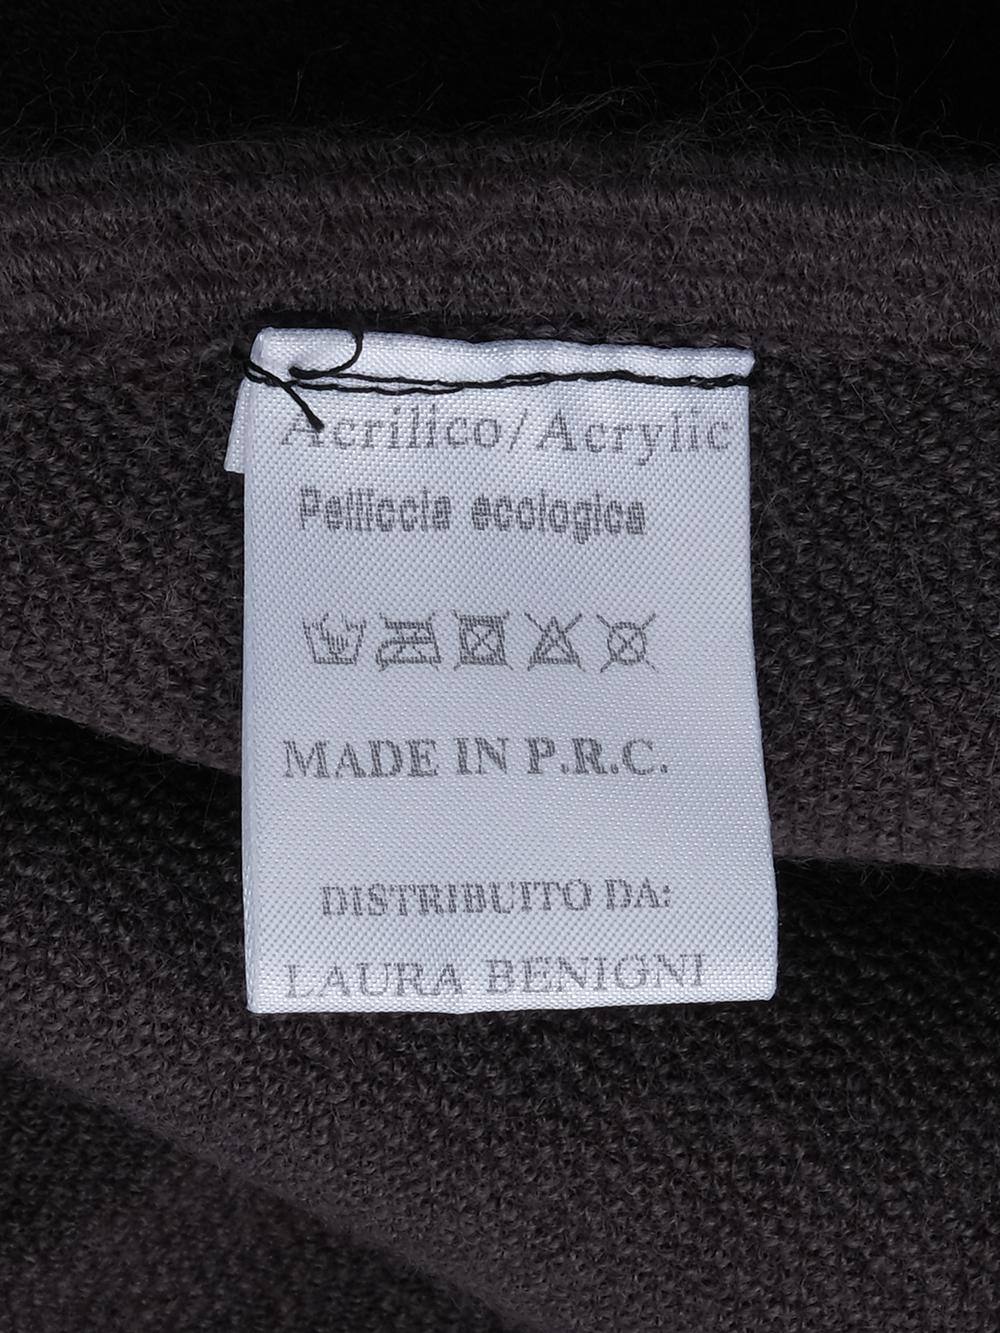 Acrilico/Acrylic
Pelliccia ecologica
MADE IN P.R.C.
DISTRIBUITO DA:
LAURA BENIGNI